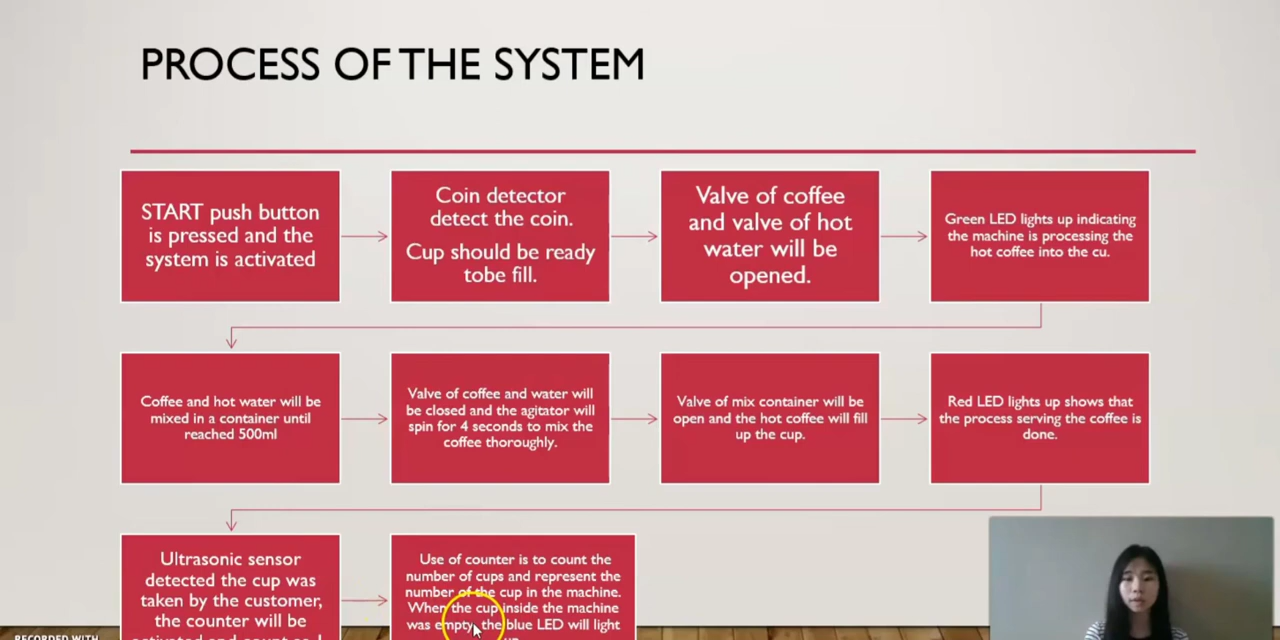 PROCESS OF THE SYSTEM
START push button
is pressed and the
system is activated
Coin detector
detect the coin.
Cup should be ready
tobe fill.
Valve of coffee
and valve of hot
water will be
opened.
Green LED lights up indicating
the machine is processing the
hot coffee into the cu.
Coffee and hot water will be
mixed in a container until
reached 500ml
Valve of coffee and water will
be closed and the agitator will
spin for 4 seconds to mix the
coffee thoroughly.
Valve of mix container will be
open and the hot coffee will fill
up the cup.
Red LED lights up shows that
the process serving the coffee is
done.
Ultrasonic sensor
detected the cup was
taken by the customer,
the counter will be
activated and count as 1
Use of counter is to count the
number of cups and represent the
number of the cup in the machine.
When the cup inside the machine
was empty, the blue LED will light
up
RECORDED WITH